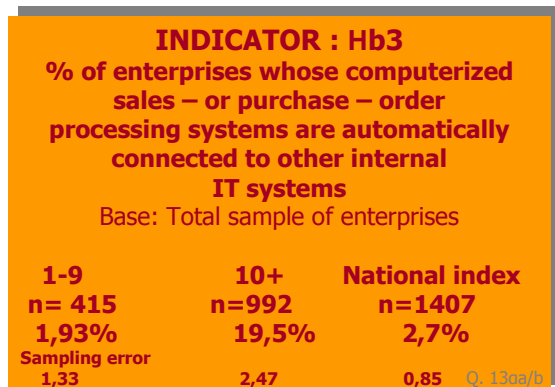 INDICATOR : Hb3
% of enterprises whose computerized
sales – or purchase – order
processing systems are automatically
connected to other internal
IT systems
Base: Total sample of enterprises
1-9 10+ National index
n= 415 n=992 n=1407
1,93% 19,5% 2,7%
Sampling error
1,33 2,47 0,85 Q. 13αa/b